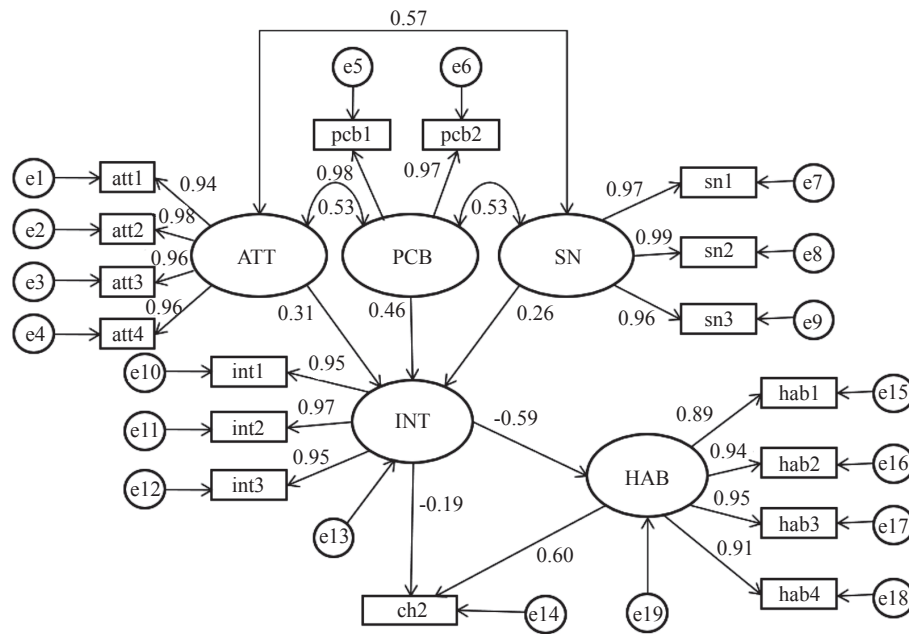 0.57
e5
e6
pcb1
pcb2
e1
att1
0.94
0.98
0.97
0.97
sn1
e7
e2
att2
0.98
0.53
0.53
ATT
PCB
SN
0.99
sn2
e8
e3
att3
0.96
e4
att4
0.96
0.31
0.46
0.26
0.96
sn3
e9
e10
int1
0.95
hab1
e15
e11
int2
0.97
INT
-0.59
0.89
0.94
hab2
e16
e12
int3
0.95
HAB
0.95
hab3
e17
-0.19
e13
0.60
0.91
hab4
e18
ch2
e14
e19